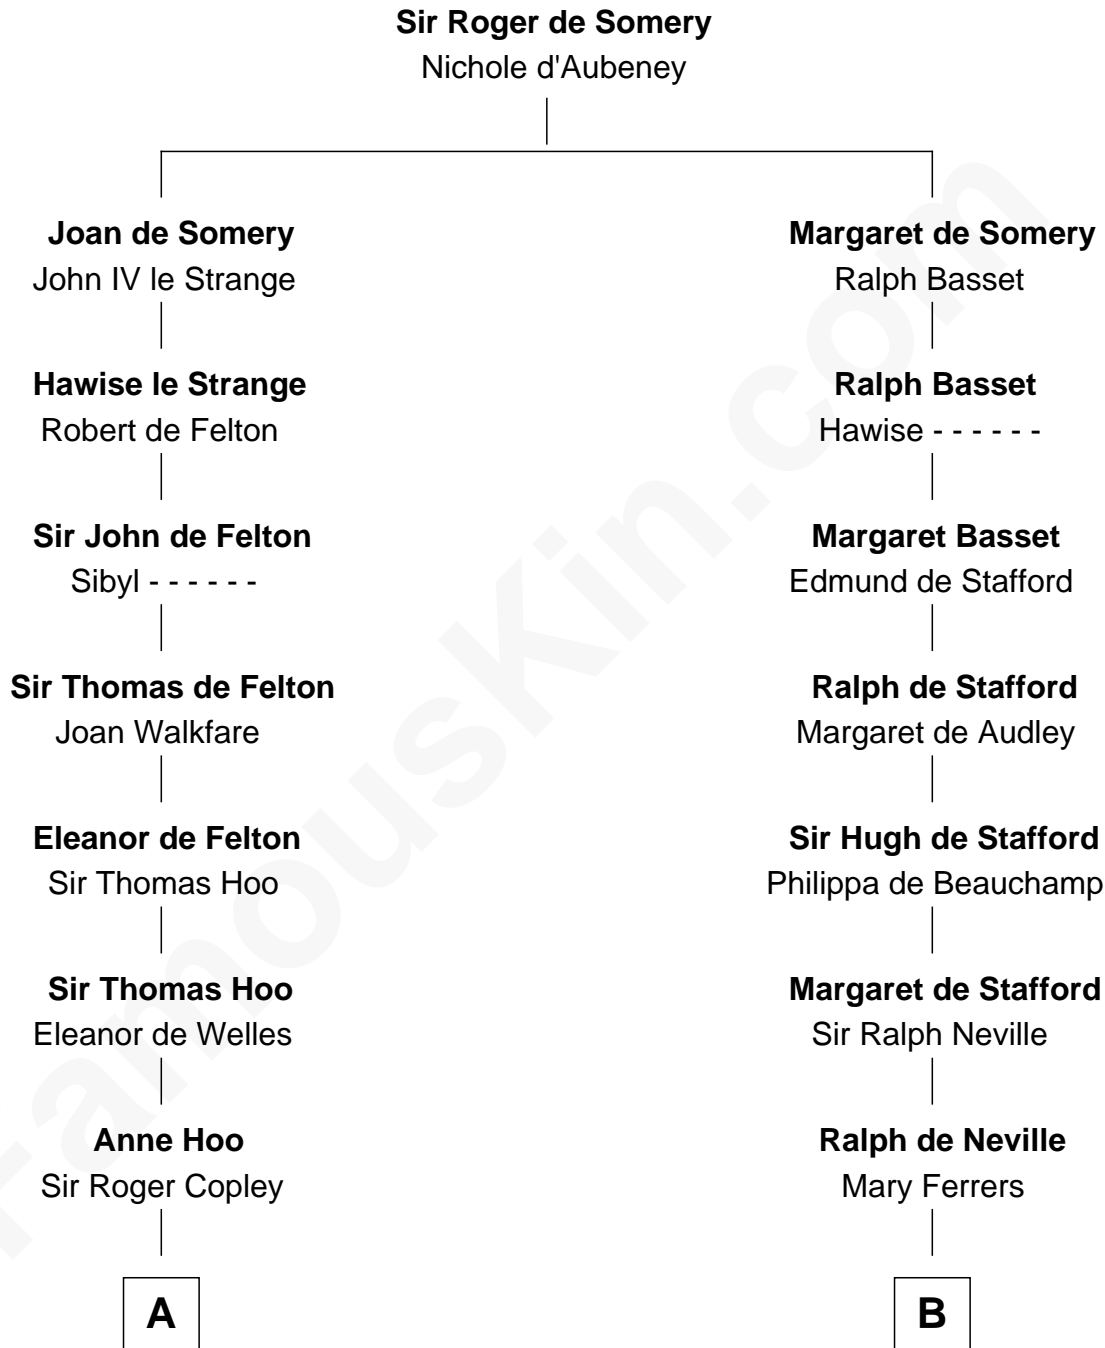 Sir Roger de Somery
Nichole d'Aubeney
Joan de Somery
John IV le Strange
Margaret de Somery
Ralph Basset
Hawise le Strange
Robert de Felton
Ralph Basset
Hawise - - - - - -
Sir John de Felton
Sibyl - - - - - -
Margaret Basset
Edmund de Stafford
Sir Thomas de Felton
Joan Walkfare
Ralph de Stafford
Margaret de Audley
Eleanor de Felton
Sir Thomas Hoo
Sir Hugh de Stafford
Philippa de Beauchamp
Sir Thomas Hoo
Eleanor de Welles
Margaret de Stafford
Sir Ralph Neville
Anne Hoo
Sir Roger Copley
Ralph de Neville
Mary Ferrers
A
B
FamousKin.com